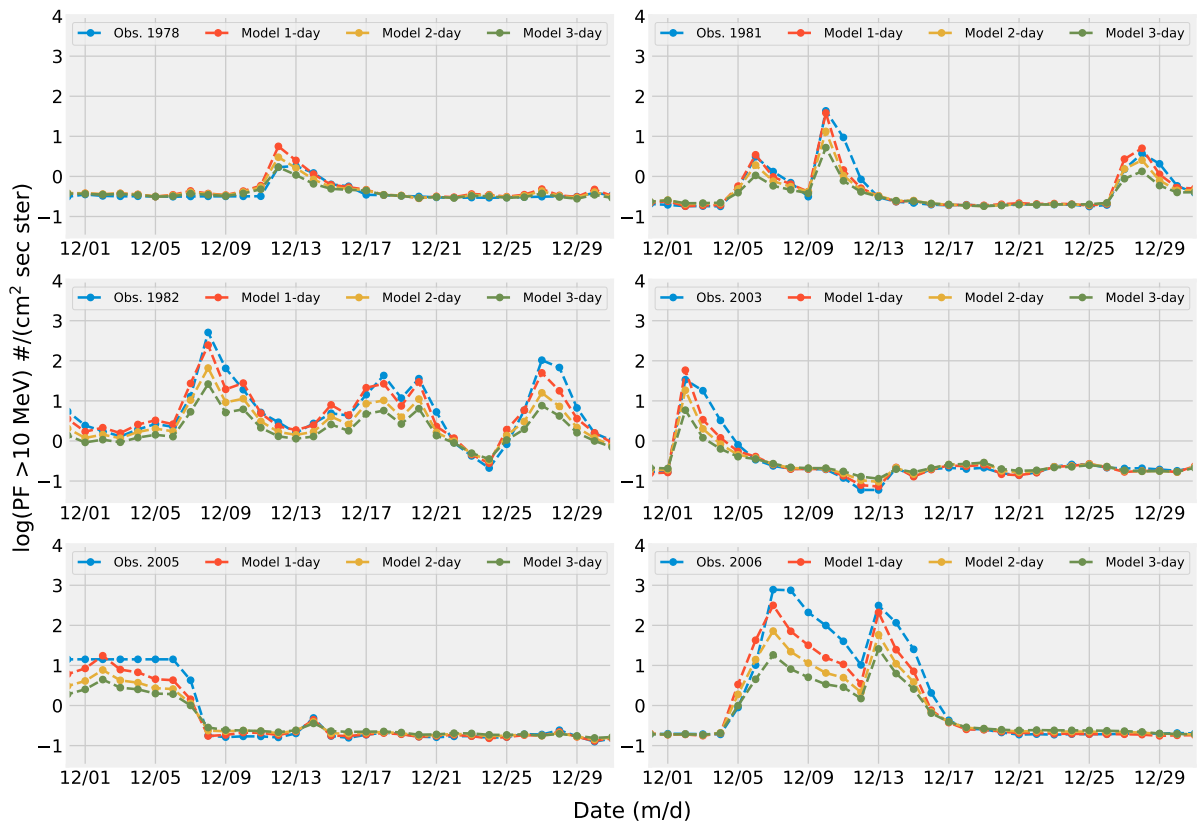 log(PF >10 MeV) #/(cm² sec ster)
4
3
2
1
0
−1
Obs. 1978 Model 1-day Model 2-day Model 3-day
12/01 12/05 12/09 12/13 12/17 12/21 12/25 12/29
4
3
2
1
0
−1
Obs. 1981 Model 1-day Model 2-day Model 3-day
12/01 12/05 12/09 12/13 12/17 12/21 12/25 12/29
4
3
2
1
0
−1
Obs. 1982 Model 1-day Model 2-day Model 3-day
12/01 12/05 12/09 12/13 12/17 12/21 12/25 12/29
4
3
2
1
0
−1
Obs. 2003 Model 1-day Model 2-day Model 3-day
12/01 12/05 12/09 12/13 12/17 12/21 12/25 12/29
4
3
2
1
0
−1
Obs. 2005 Model 1-day Model 2-day Model 3-day
12/01 12/05 12/09 12/13 12/17 12/21 12/25 12/29
4
3
2
1
0
−1
Obs. 2006 Model 1-day Model 2-day Model 3-day
12/01 12/05 12/09 12/13 12/17 12/21 12/25 12/29
Date (m/d)